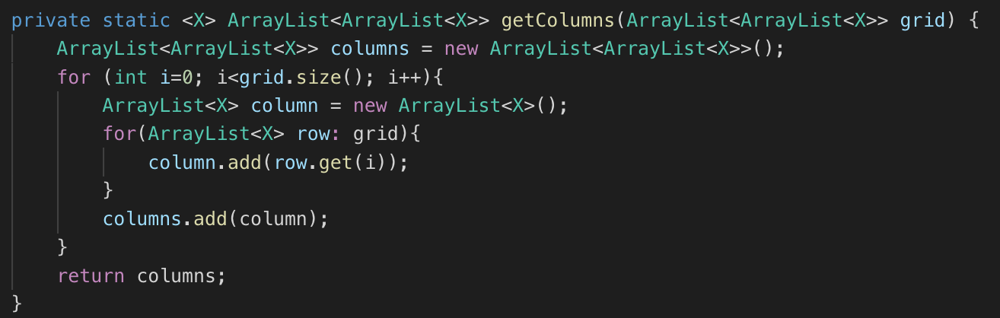 private static <X> ArrayList<ArrayList<X>> getColumns(ArrayList<ArrayList<X>> grid) {
    ArrayList<ArrayList<X>> columns = new ArrayList<ArrayList<X>>();
    for (int i=0; i<grid.size(); i++){
        ArrayList<X> column = new ArrayList<X>();
        for(ArrayList<X> row: grid){
            column.add(row.get(i));
        }
        columns.add(column);
    }
    return columns;
}